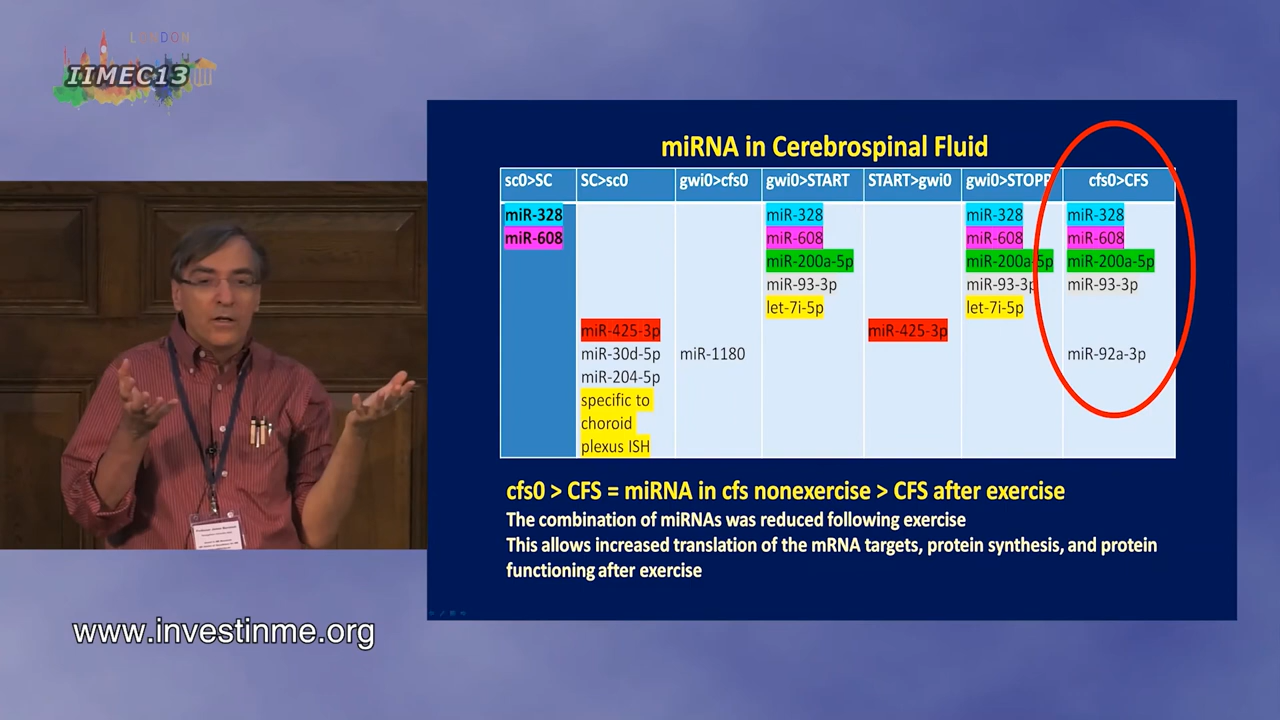 LONDON
IIMEC13
miRNA in Cerebrospinal Fluid
sc0>SC SC>sc0 gwi0>cfs0 gwi0>START START>gwi0 gwi0>STOPP cfs0>CFS
miR-328 miR-328 miR-328 miR-328
miR-608 miR-608 miR-608 miR-608
miR-200a-5p miR-200a-5p miR-200a-5p
miR-93-3p miR-93-3p miR-93-3p
let-7i-5p let-7i-5p
miR-425-3p miR-425-3p
miR-30d-5p miR-1180 miR-92a-3p
miR-204-5p
specific to
choroid
plexus ISH
cfs0 > CFS = miRNA in cfs nonexercise > CFS after exercise
The combination of miRNAs was reduced following exercise
This allows increased translation of the mRNA targets, protein synthesis, and protein
functioning after exercise
www.investinme.org